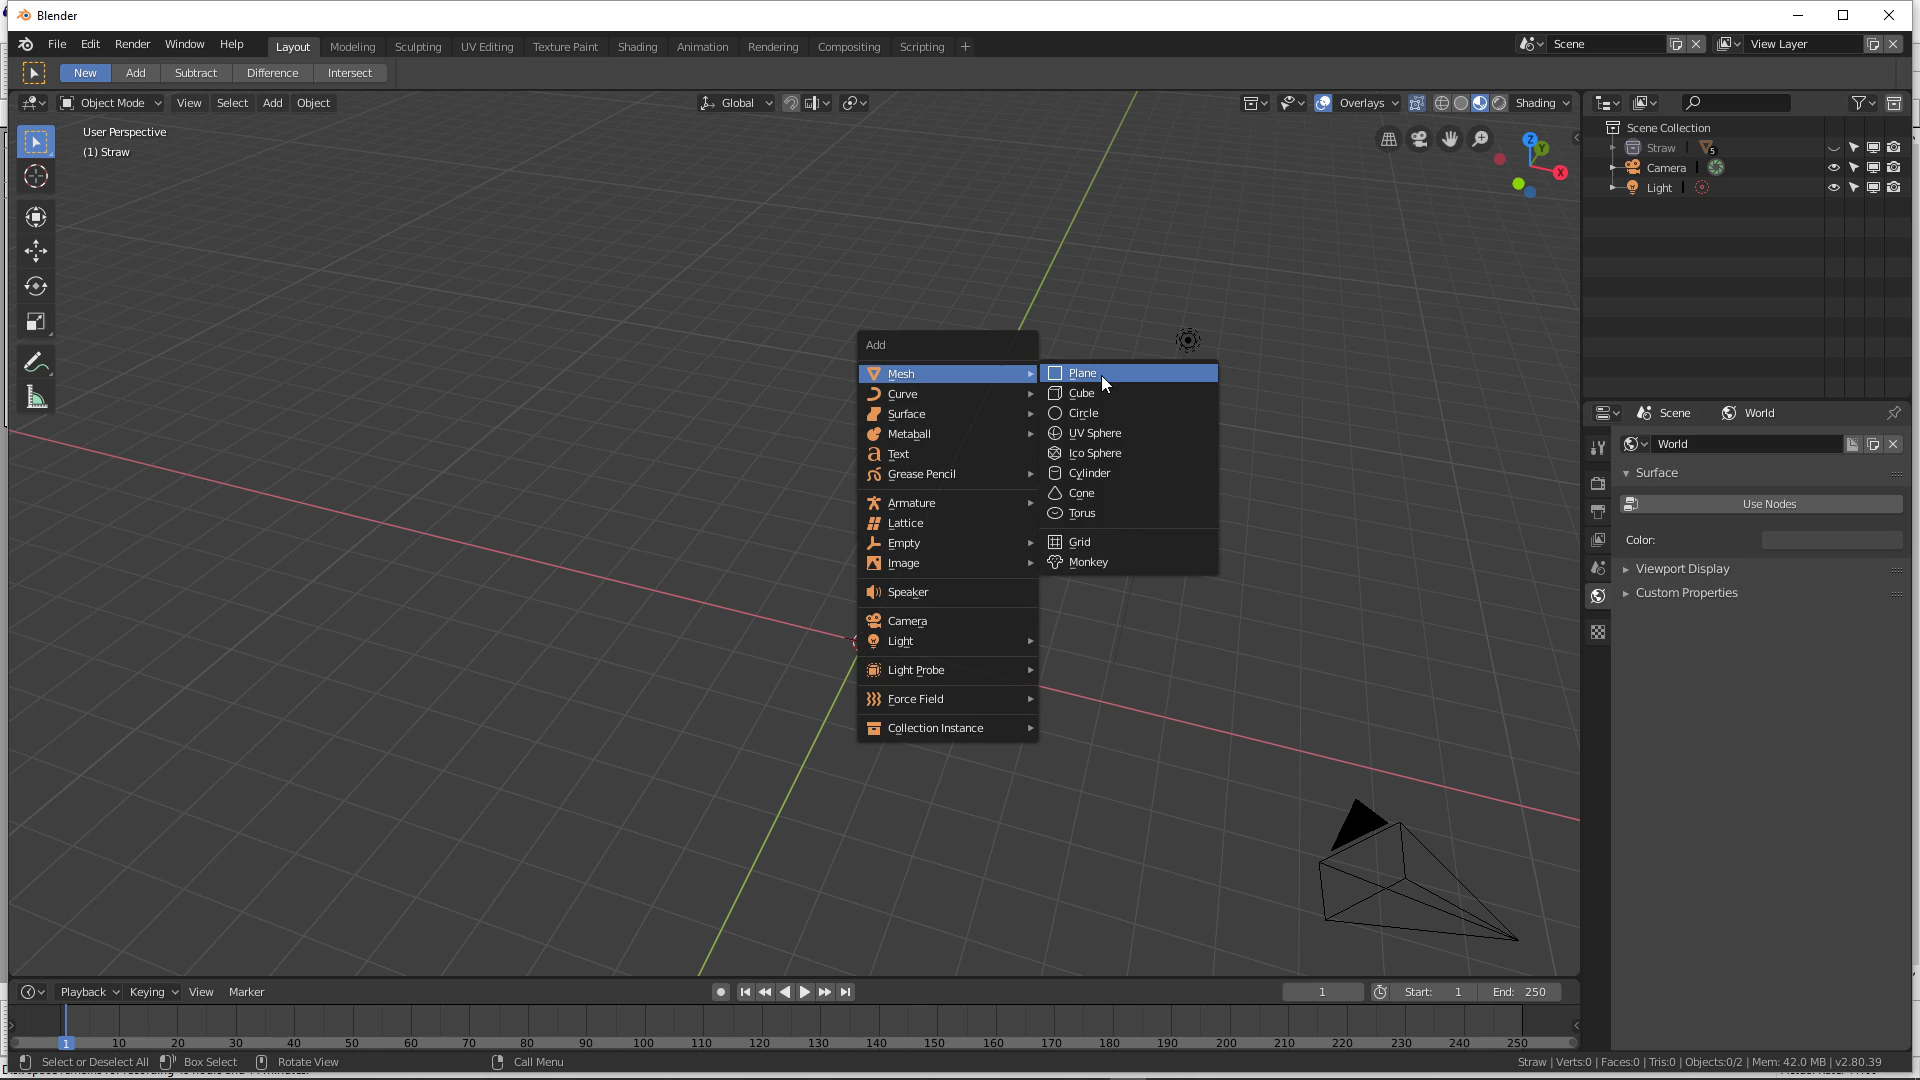 Blender
File Edit Render Window Help Layout Modeling Sculpting UV Editing Texture Paint Shading Animation Rendering Compositing Scripting + Scene View Layer
New Add Subtract Difference Intersect
Object Mode View Select Add Object Global Overlays Shading
User Perspective
(1) Straw
Z
Y
X
Scene Collection
Straw 5
Camera
Light
Add
Mesh
Curve
Surface
Metaball
Text
Grease Pencil
Armature
Lattice
Empty
Image
Speaker
Camera
Light
Light Probe
Force Field
Collection Instance
Plane
Cube
Circle
UV Sphere
Ico Sphere
Cylinder
Cone
Torus
Grid
Monkey
Scene World
World
Surface
Use Nodes
Color:
Viewport Display
Custom Properties
Playback Keying View Marker 1 Start: 1 End: 250
1 10 20 30 40 50 60 70 80 90 100 110 120 130 140 150 160 170 180 190 200 210 220 230 240 250
Select or Deselect All Box Select Rotate View Call Menu Straw | Verts:0 | Faces:0 | Tris:0 | Objects:0/2 | Mem: 42.0 MB | v2.80.39